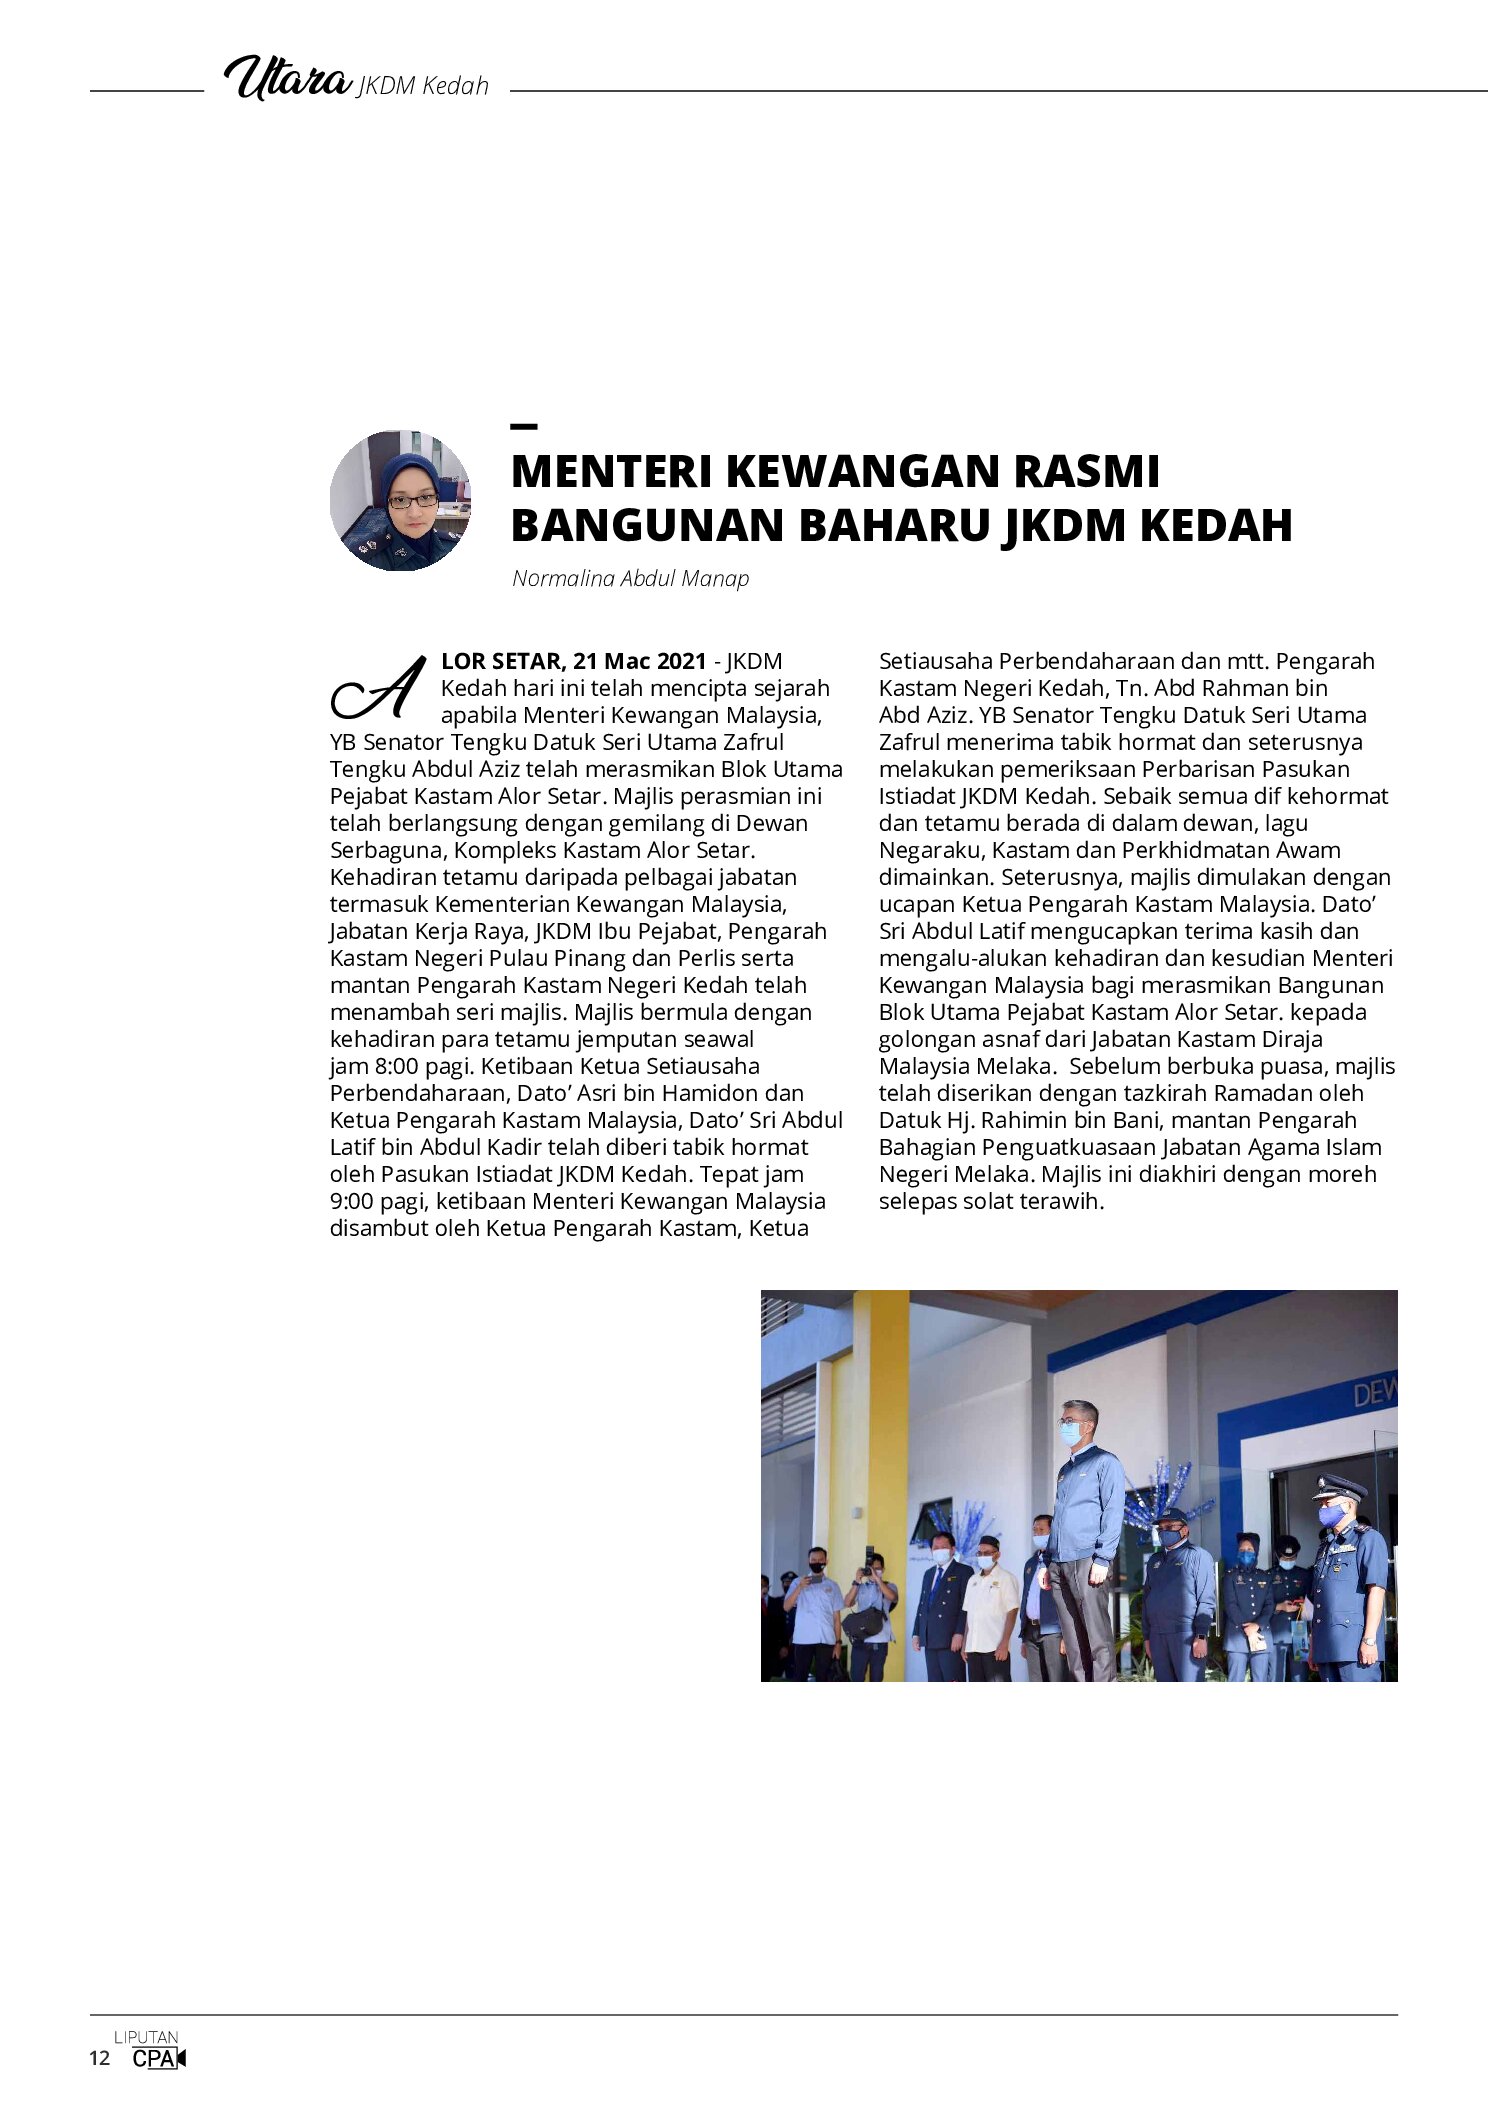 Utara JKDM Kedah
MENTERI KEWANGAN RASMI
BANGUNAN BAHARU JKDM KEDAH
Normalina Abdul Manap
ALOR SETAR, 21 Mac 2021 - JKDM
Kedah hari ini telah mencipta sejarah
apabila Menteri Kewangan Malaysia,
YB Senator Tengku Datuk Seri Utama Zafrul
Tengku Abdul Aziz telah merasmikan Blok Utama
Pejabat Kastam Alor Setar. Majlis perasmian ini
telah berlangsung dengan gemilang di Dewan
Serbaguna, Kompleks Kastam Alor Setar.
Kehadiran tetamu daripada pelbagai jabatan
termasuk Kementerian Kewangan Malaysia,
Jabatan Kerja Raya, JKDM Ibu Pejabat, Pengarah
Kastam Negeri Pulau Pinang dan Perlis serta
mantan Pengarah Kastam Negeri Kedah telah
menambah seri majlis. Majlis bermula dengan
kehadiran para tetamu jemputan seawal
jam 8:00 pagi. Ketibaan Ketua Setiausaha
Perbendaharaan, Dato’ Asri bin Hamidon dan
Ketua Pengarah Kastam Malaysia, Dato’ Sri Abdul
Latif bin Abdul Kadir telah diberi tabik hormat
oleh Pasukan Istiadat JKDM Kedah. Tepat jam
9:00 pagi, ketibaan Menteri Kewangan Malaysia
disambut oleh Ketua Pengarah Kastam, Ketua
Setiausaha Perbendaharaan dan mtt. Pengarah
Kastam Negeri Kedah, Tn. Abd Rahman bin
Abd Aziz. YB Senator Tengku Datuk Seri Utama
Zafrul menerima tabik hormat dan seterusnya
melakukan pemeriksaan Perbarisan Pasukan
Istiadat JKDM Kedah. Sebaik semua dif kehormat
dan tetamu berada di dalam dewan, lagu
Negaraku, Kastam dan Perkhidmatan Awam
dimainkan. Seterusnya, majlis dimulakan dengan
ucapan Ketua Pengarah Kastam Malaysia. Dato’
Sri Abdul Latif mengucapkan terima kasih dan
mengalu-alukan kehadiran dan kesudian Menteri
Kewangan Malaysia bagi merasmikan Bangunan
Blok Utama Pejabat Kastam Alor Setar. kepada
golongan asnaf dari Jabatan Kastam Diraja
Malaysia Melaka.  Sebelum berbuka puasa, majlis
telah diserikan dengan tazkirah Ramadan oleh
Datuk Hj. Rahimin bin Bani, mantan Pengarah
Bahagian Penguatkuasaan Jabatan Agama Islam
Negeri Melaka. Majlis ini diakhiri dengan moreh
selepas solat terawih.
DEW
LIPUTAN
12 CPA